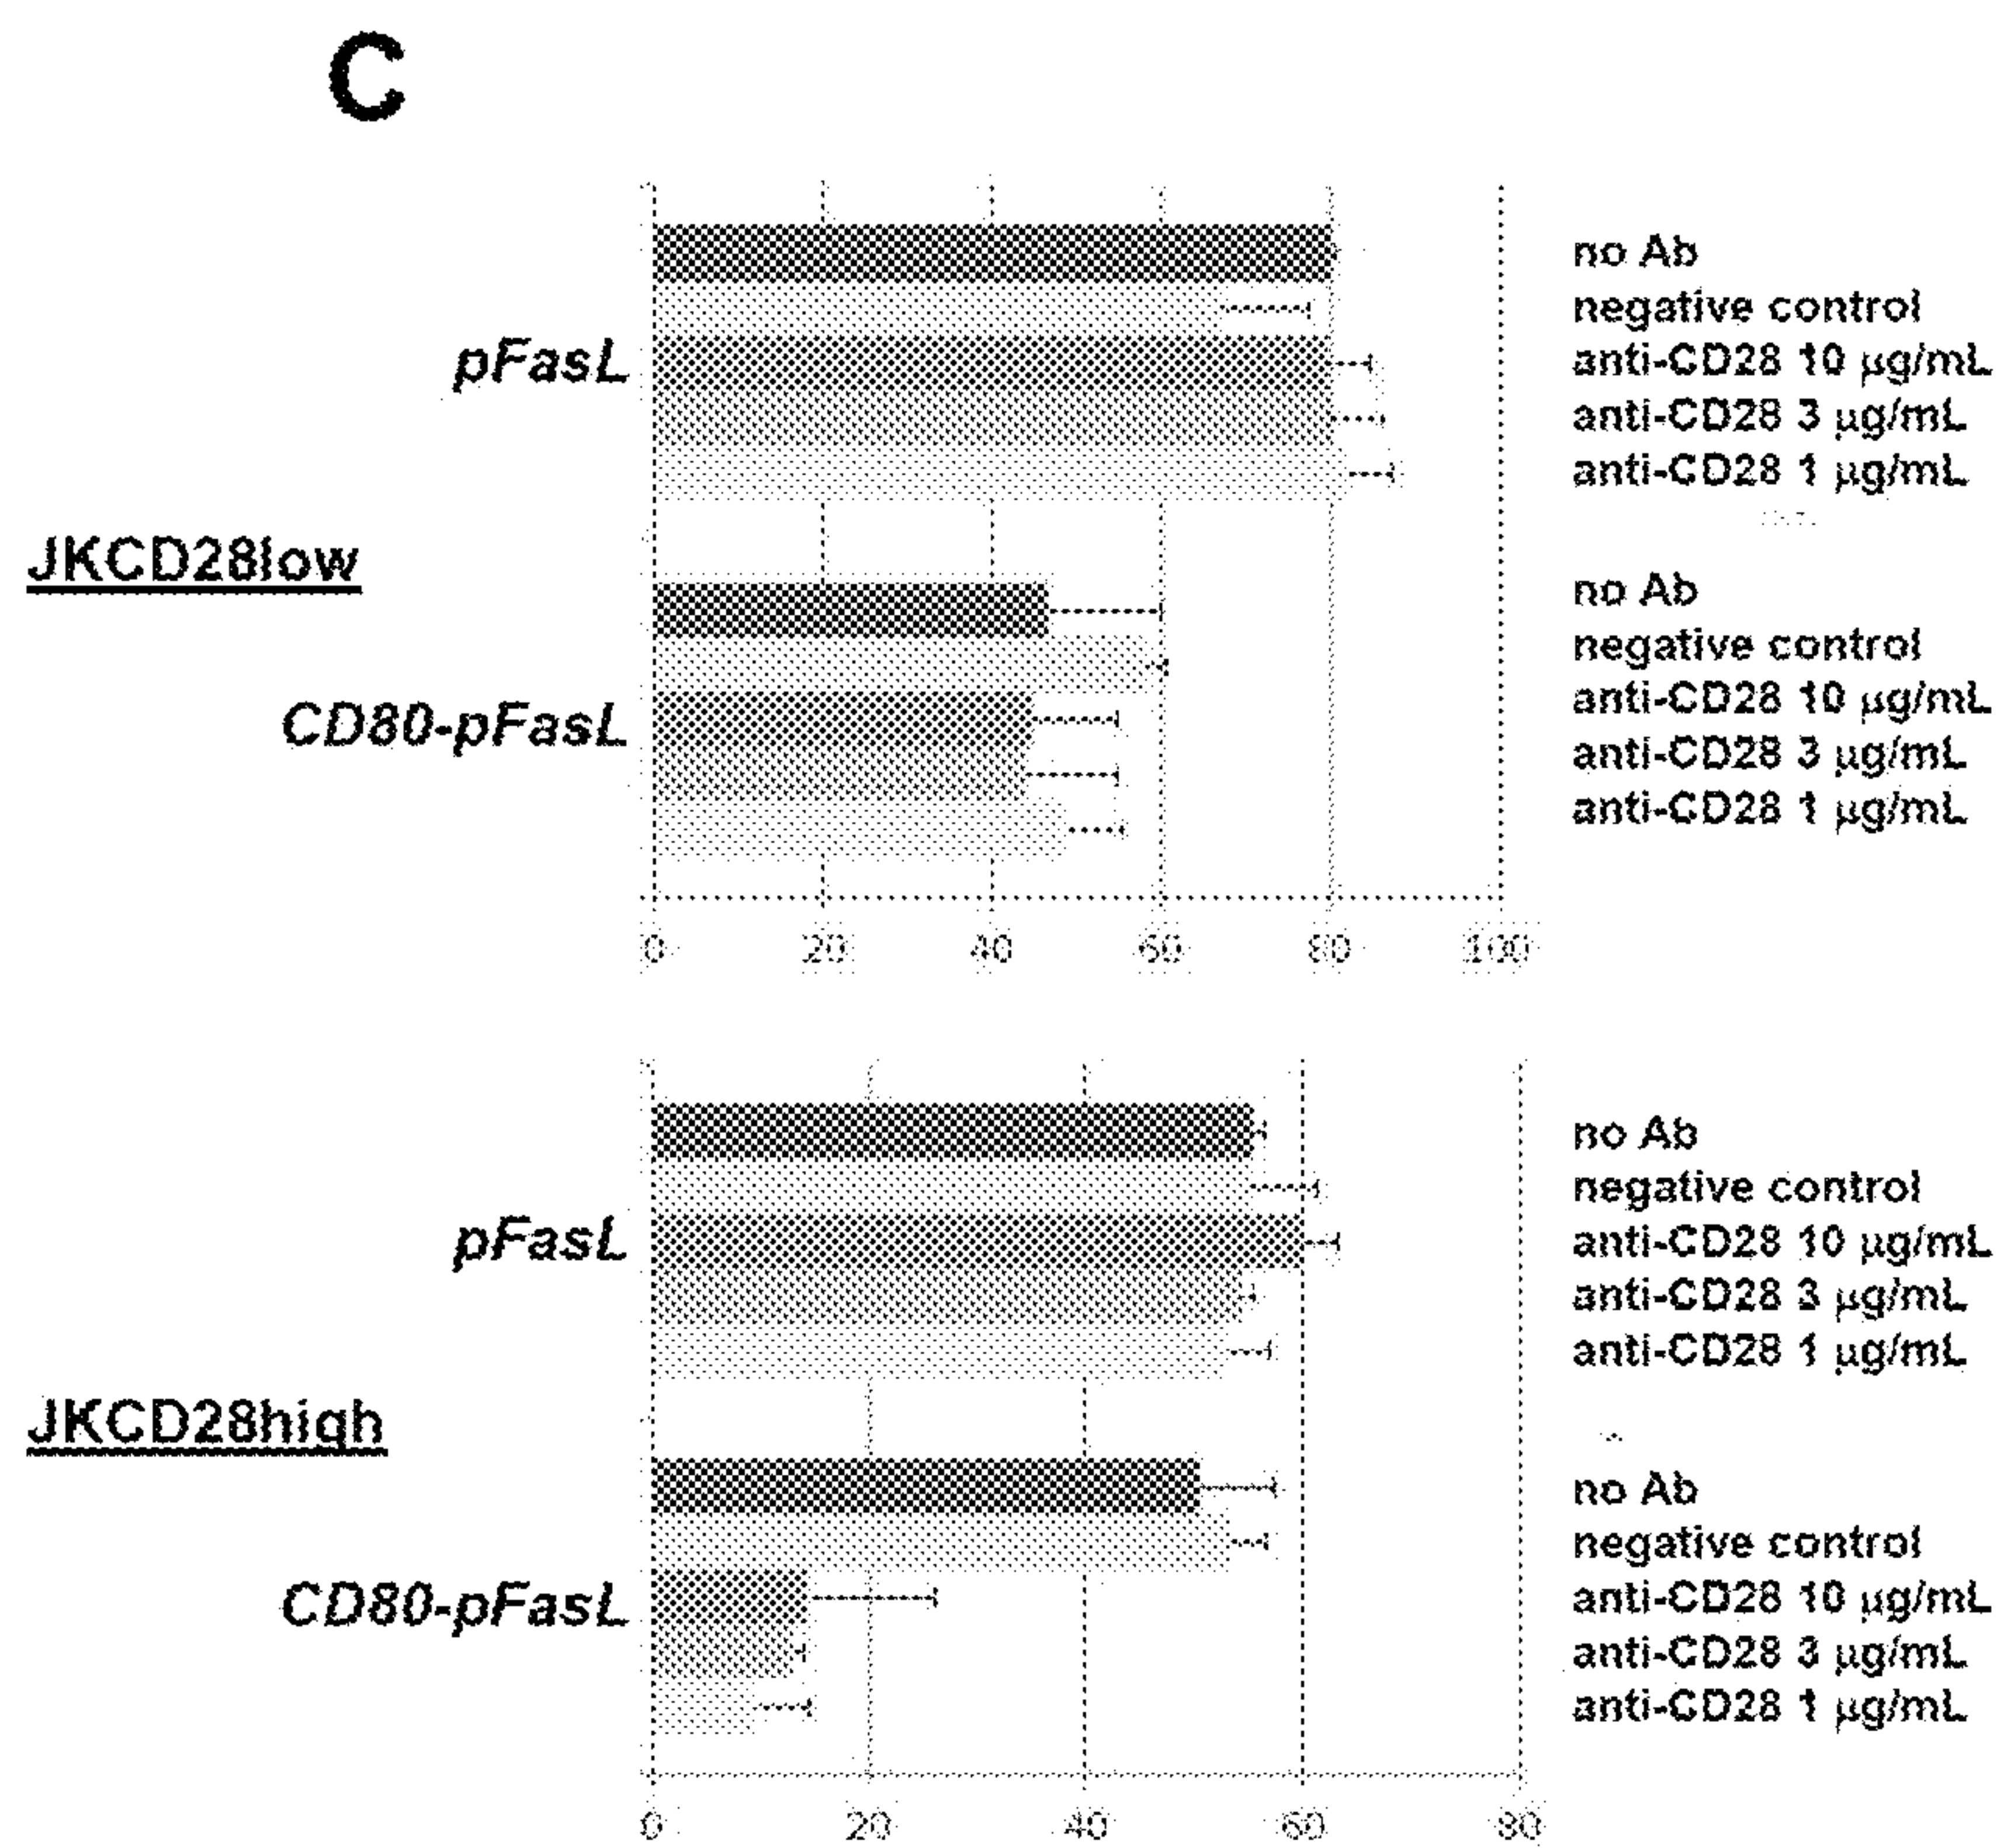 C
no Ab
negative control
anti-CD28 10 µg/mL
anti-CD28 3 µg/mL
anti-CD28 1 µg/mL
pFasL
JKCD28low
no Ab
negative control
anti-CD28 10 µg/mL
anti-CD28 3 µg/mL
anti-CD28 1 µg/mL
CD80-pFasL
0 20 40 60 80 100
no Ab
negative control
anti-CD28 10 µg/mL
anti-CD28 3 µg/mL
anti-CD28 1 µg/mL
pFasL
JKCD28high
no Ab
negative control
anti-CD28 10 µg/mL
anti-CD28 3 µg/mL
anti-CD28 1 µg/mL
CD80-pFasL
0 20 40 60 80